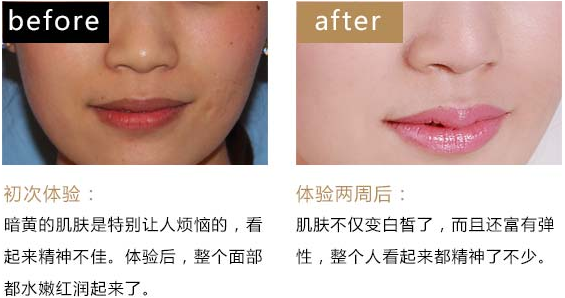 before
after
初次体验：
暗黄的肌肤是特别让人烦恼的，看
起来精神不佳。体验后，整个面部
都水嫩红润起来了。
体验两周后：
肌肤不仅变白皙了，而且还富有弹
性，整个人看起来都精神了不少。